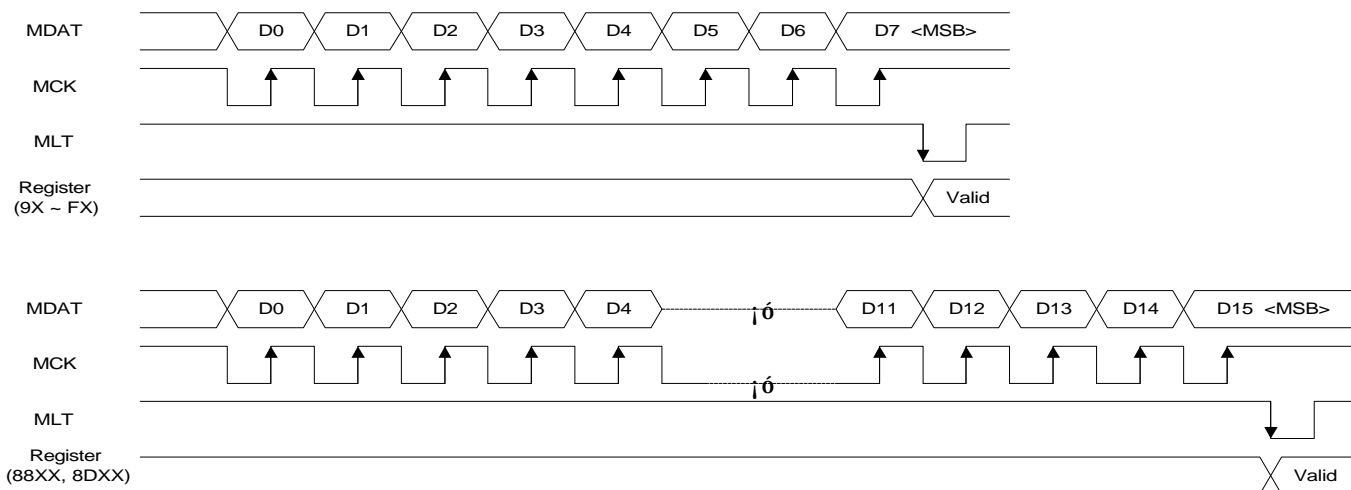 MDAT D0 D1 D2 D3 D4 D5 D6 D7 <MSB>
MCK
MLT
Register
(9X ~ FX) Valid
MDAT D0 D1 D2 D3 D4 ¡ó D11 D12 D13 D14 D15 <MSB>
MCK ¡ó
MLT
Register
(88XX, 8DXX) Valid